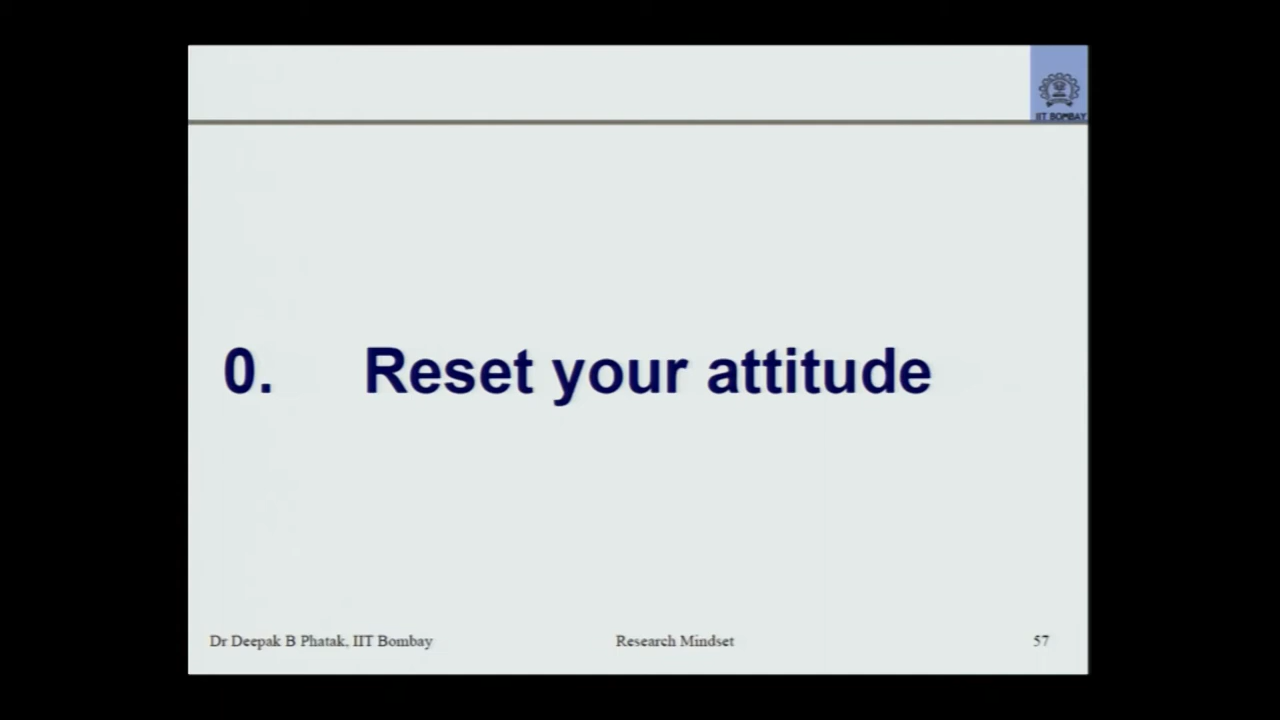 IIT BOMBAY
0. Reset your attitude
Dr Deepak B Phatak, IIT Bombay
Research Mindset
57